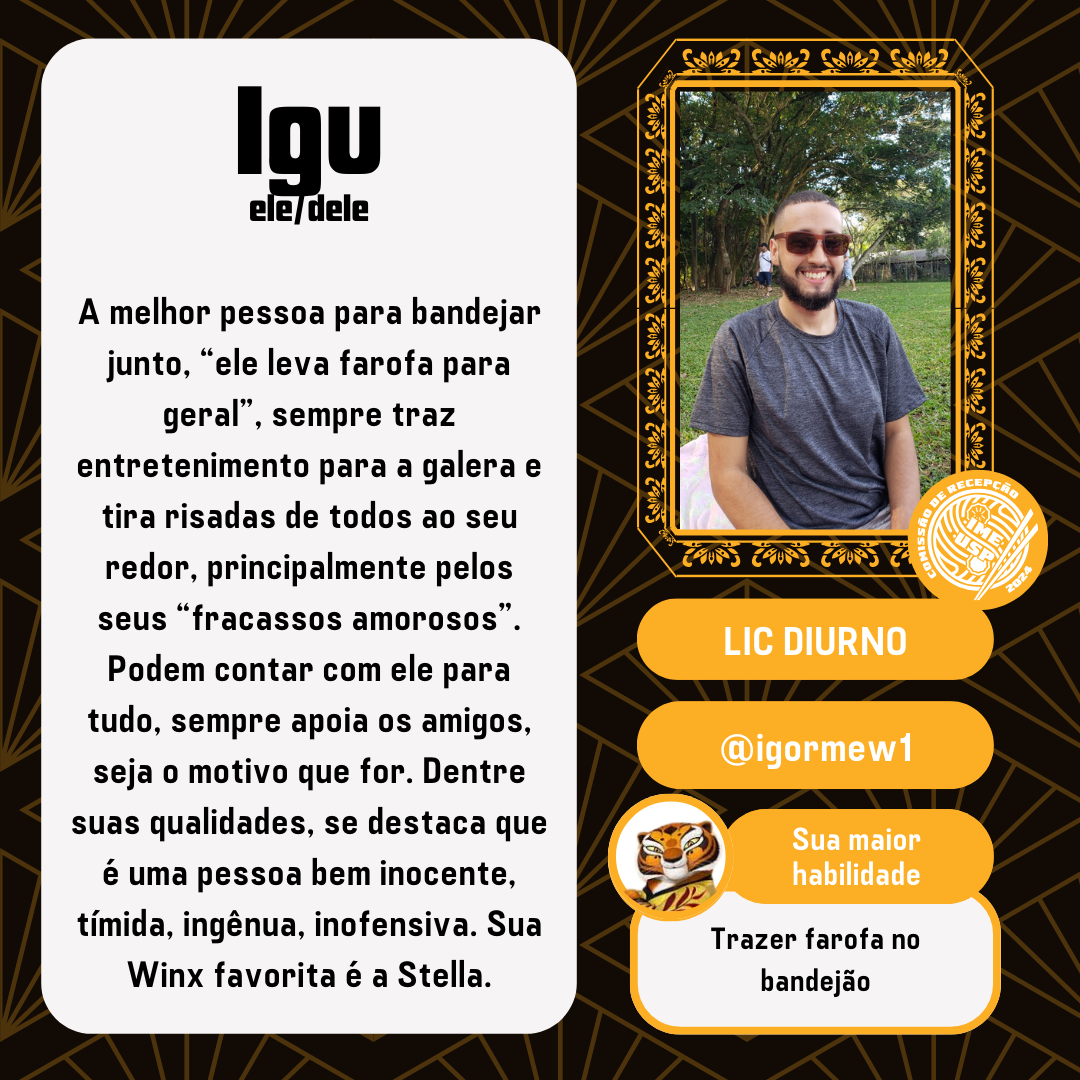 Igu
ele/dele
A melhor pessoa para bandejar
junto, “ele leva farofa para
geral”, sempre traz
entretenimento para a galera e
tira risadas de todos ao seu
redor, principalmente pelos
seus “fracassos amorosos”.
Podem contar com ele para
tudo, sempre apoia os amigos,
seja o motivo que for. Dentre
suas qualidades, se destaca que
é uma pessoa bem inocente,
tímida, ingênua, inofensiva. Sua
Winx favorita é a Stella.
COMISSÃO DE RECEPÇÃO
IME-
USP
2024
LIC DIURNO
@igormew1
Sua maior
habilidade
Trazer farofa no
bandejão